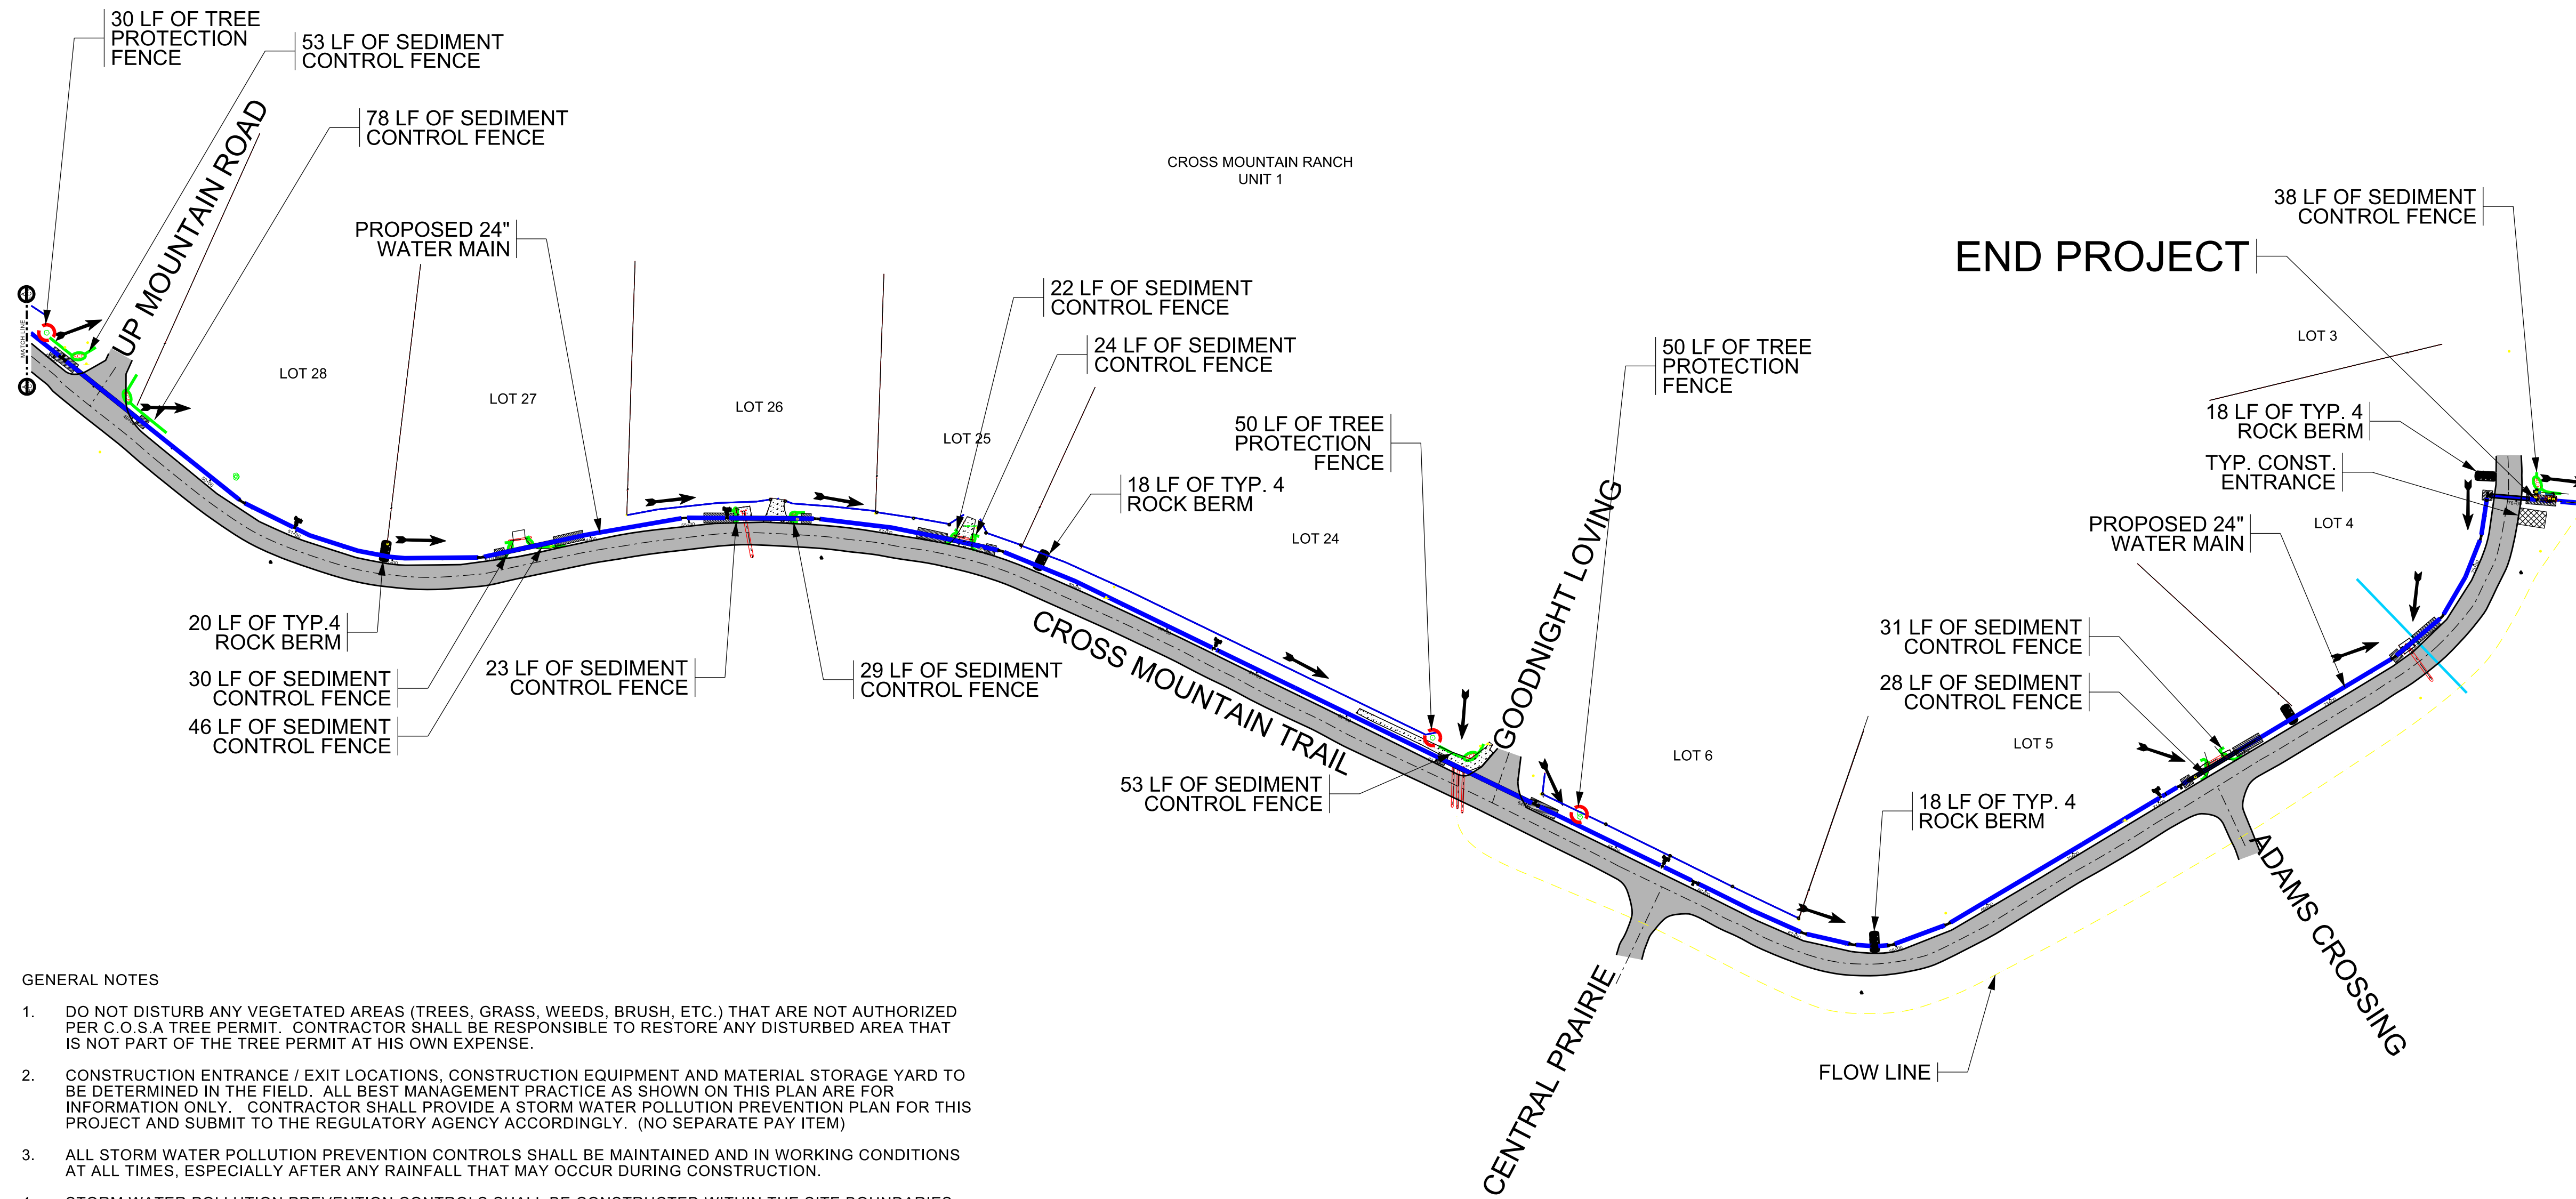 30 LF OF TREE
PROTECTION
FENCE
53 LF OF SEDIMENT
CONTROL FENCE
78 LF OF SEDIMENT
CONTROL FENCE
UP MOUNTAIN ROAD
CROSS MOUNTAIN RANCH
UNIT 1
38 LF OF SEDIMENT
CONTROL FENCE
END PROJECT
PROPOSED 24"
WATER MAIN
22 LF OF SEDIMENT
CONTROL FENCE
24 LF OF SEDIMENT
CONTROL FENCE
50 LF OF TREE
PROTECTION
FENCE
LOT 3
MATCH LINE
LOT 28
LOT 27
LOT 26
LOT 25
50 LF OF TREE
PROTECTION
FENCE
18 LF OF TYP. 4
ROCK BERM
18 LF OF TYP. 4
ROCK BERM
TYP. CONST.
ENTRANCE
LOT 24
GOODNIGHT LOVING
PROPOSED 24"
WATER MAIN
LOT 4
20 LF OF TYP.4
ROCK BERM
30 LF OF SEDIMENT
CONTROL FENCE
46 LF OF SEDIMENT
CONTROL FENCE
23 LF OF SEDIMENT
CONTROL FENCE
29 LF OF SEDIMENT
CONTROL FENCE
CROSS MOUNTAIN TRAIL
31 LF OF SEDIMENT
CONTROL FENCE
28 LF OF SEDIMENT
CONTROL FENCE
LOT 5
LOT 6
53 LF OF SEDIMENT
CONTROL FENCE
18 LF OF TYP. 4
ROCK BERM
ADAMS CROSSING
CENTRAL PRAIRIE
FLOW LINE
GENERAL NOTES
1. DO NOT DISTURB ANY VEGETATED AREAS (TREES, GRASS, WEEDS, BRUSH, ETC.) THAT ARE NOT AUTHORIZED
PER C.O.S.A TREE PERMIT. CONTRACTOR SHALL BE RESPONSIBLE TO RESTORE ANY DISTURBED AREA THAT
IS NOT PART OF THE TREE PERMIT AT HIS OWN EXPENSE.
2. CONSTRUCTION ENTRANCE / EXIT LOCATIONS, CONSTRUCTION EQUIPMENT AND MATERIAL STORAGE YARD TO
BE DETERMINED IN THE FIELD. ALL BEST MANAGEMENT PRACTICE AS SHOWN ON THIS PLAN ARE FOR
INFORMATION ONLY. CONTRACTOR SHALL PROVIDE A STORM WATER POLLUTION PREVENTION PLAN FOR THIS
PROJECT AND SUBMIT TO THE REGULATORY AGENCY ACCORDINGLY. (NO SEPARATE PAY ITEM)
3. ALL STORM WATER POLLUTION PREVENTION CONTROLS SHALL BE MAINTAINED AND IN WORKING CONDITIONS
AT ALL TIMES, ESPECIALLY AFTER ANY RAINFALL THAT MAY OCCUR DURING CONSTRUCTION.
4. STORM WATER POLLUTION PREVENTION CONTROLS SHALL BE CONSTRUCTED WITHIN THE SITE BOUNDARIES